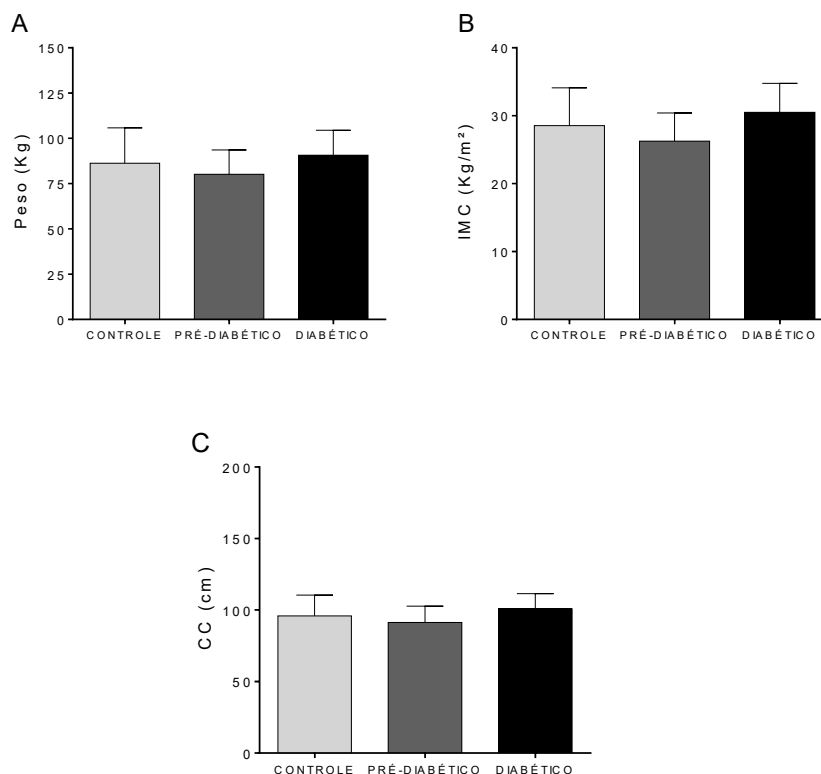 A
150
125
100
75
50
25
0
Peso (Kg)
CONTROLE PRÉ-DIABÉTICO DIABÉTICO
B
40
30
20
10
0
IMC (Kg/m²)
CONTROLE PRÉ-DIABÉTICO DIABÉTICO
C
200
150
100
50
0
CC (cm)
CONTROLE PRÉ-DIABÉTICO DIABÉTICO